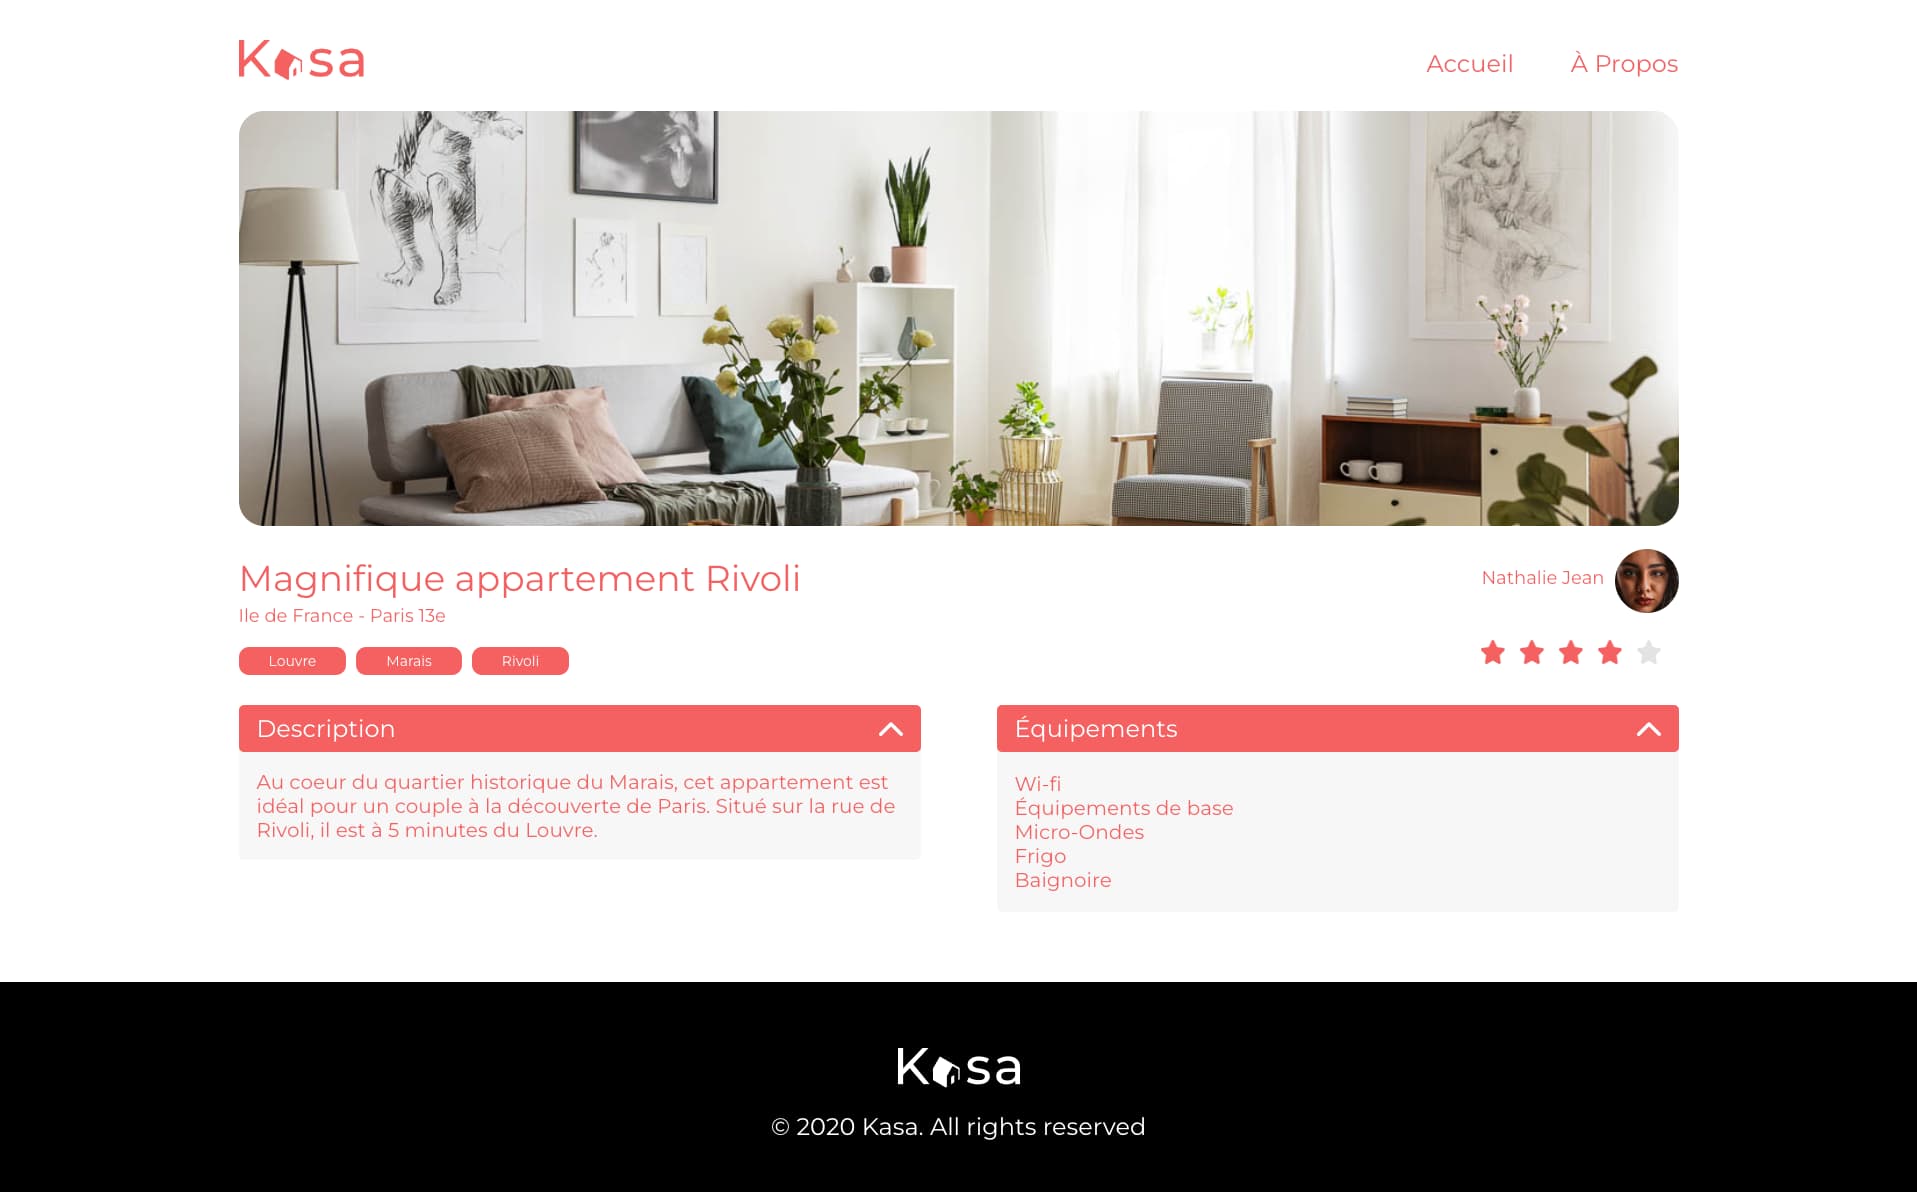 Kasa
Accueil
À Propos
Magnifique appartement Rivoli
Nathalie Jean
Ile de France - Paris 13e
Louvre
Marais
Rivoli
Description
Au coeur du quartier historique du Marais, cet appartement est
idéal pour un couple à la découverte de Paris. Situé sur la rue de
Rivoli, il est à 5 minutes du Louvre.
Équipements
Wi-fi
Équipements de base
Micro-Ondes
Frigo
Baignoire
Kasa
© 2020 Kasa. All rights reserved